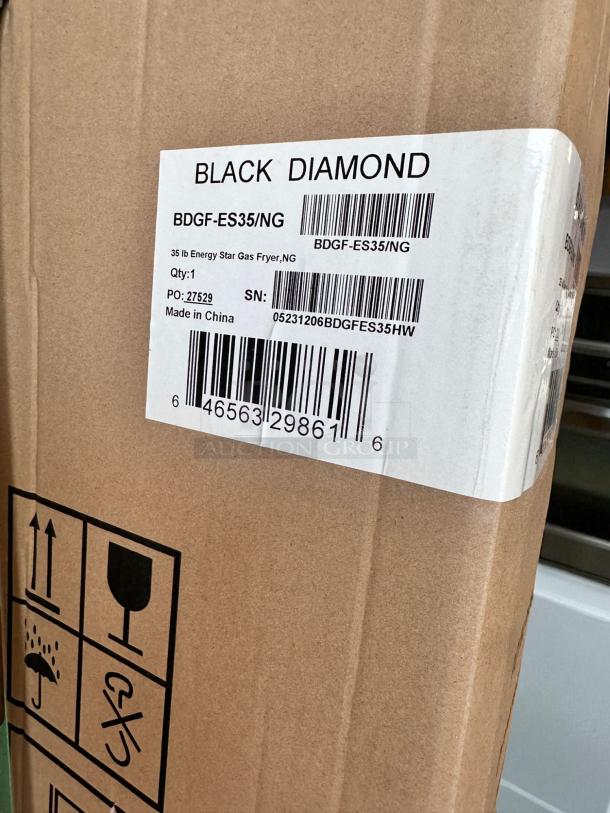 BLACK DIAMOND
BDGF-ES35/NG
BDGF-ES35/NG
35 lb Energy Star Gas Fryer,NG
Qty:1
PO: 27529
SN:
05231206BDGFES35HW
Made in China
6 46563 29861 6
AUCTION GROUP